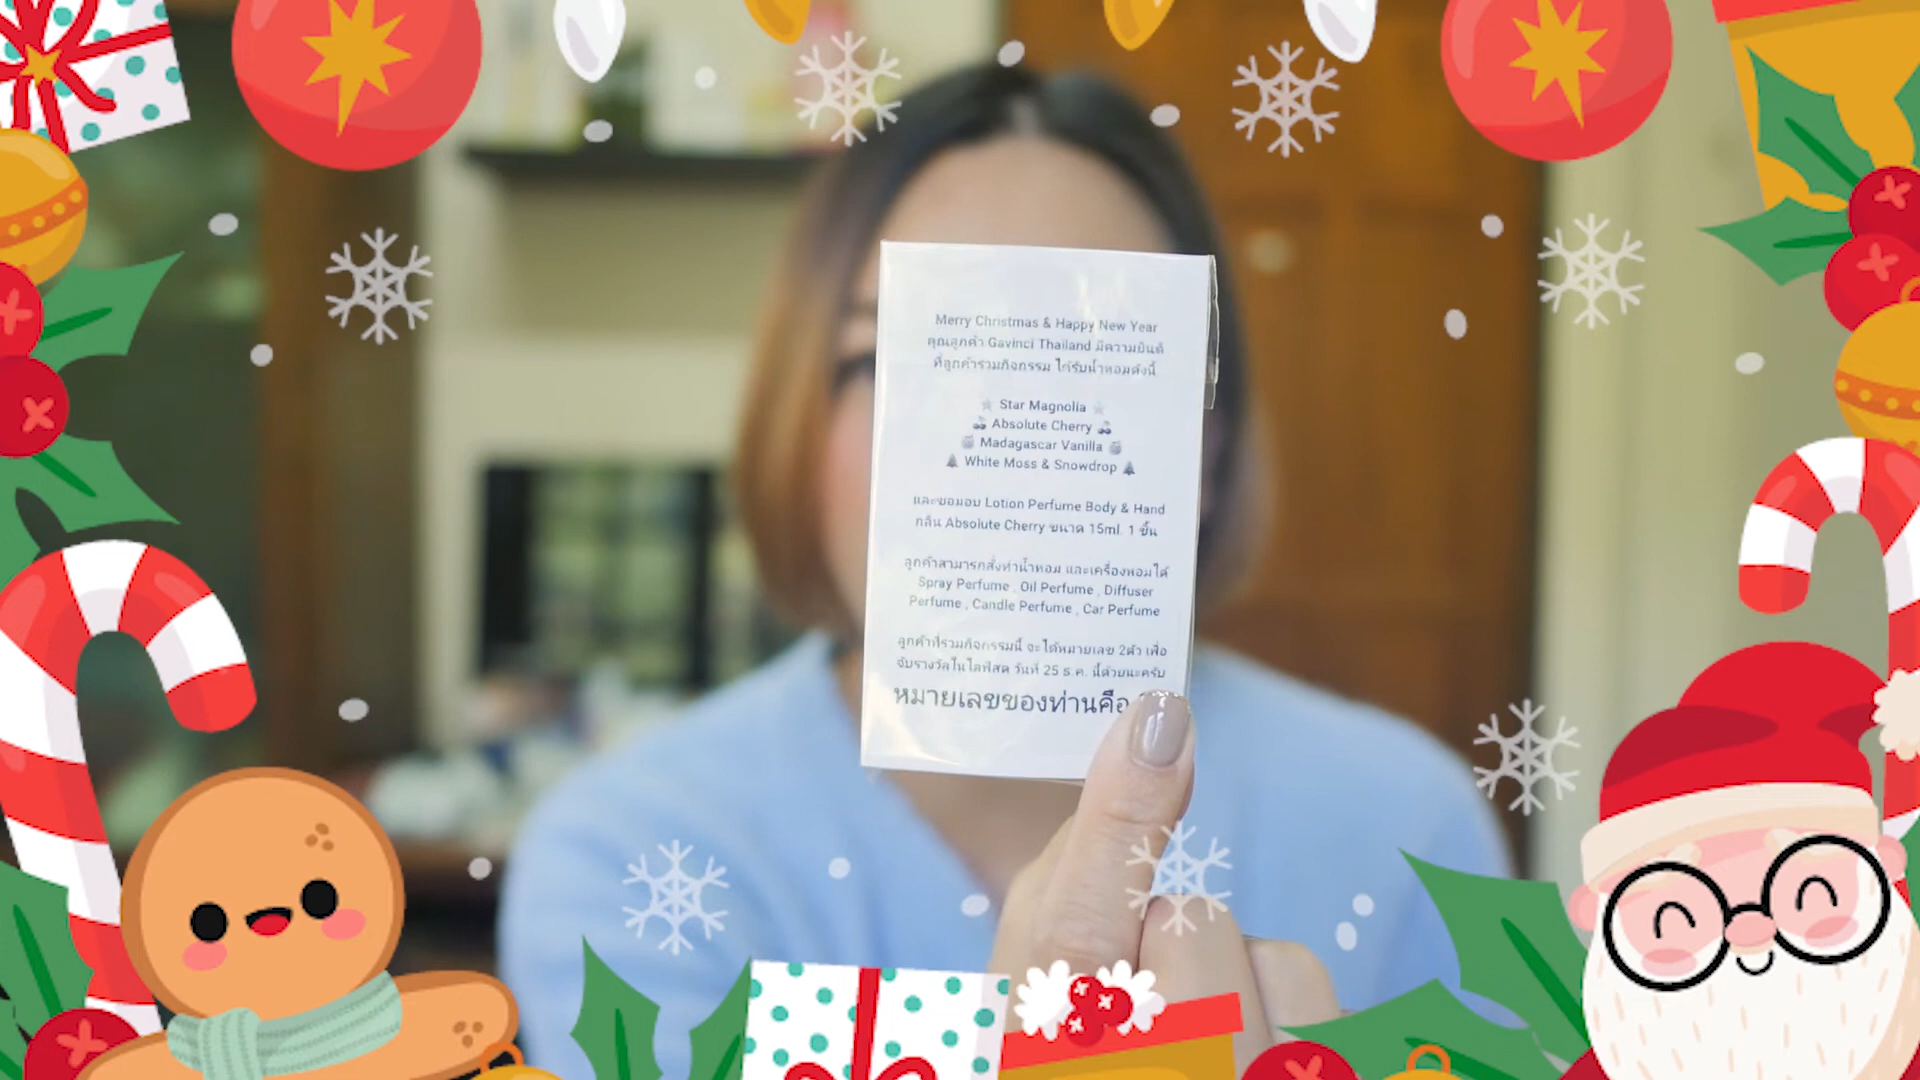 Merry Christmas & Happy New Year
คุณลูกค้า Gavinci Thailand มีความยินดี
ที่ลูกค้าร่วมกิจกรรม ได้รับน้ำหอมดังนี้
Star Magnolia
Absolute Cherry
Madagascar Vanilla
White Moss & Snowdrop
และขอมอบ Lotion Perfume Body & Hand
กลิ่น Absolute Cherry ขนาด 15ml. 1 ชิ้น
ลูกค้าสามารถสั่งทำน้ำหอม และเครื่องหอมได้
Spray Perfume , Oil Perfume , Diffuser
Perfume , Candle Perfume , Car Perfume
ลูกค้าที่ร่วมกิจกรรมนี้ จะได้หมายเลข 2ตัว เพื่อ
จับรางวัลในไลฟ์สด วันที่ 25 ธ.ค. นี้ด้วยนะครับ
หมายเลขของท่านคือ